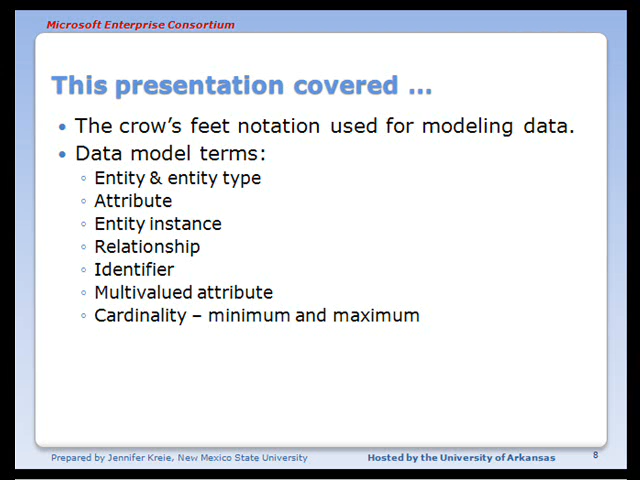 Microsoft Enterprise Consortium
This presentation covered …
• The crow's feet notation used for modeling data.
• Data model terms:
◦ Entity & entity type
◦ Attribute
◦ Entity instance
◦ Relationship
◦ Identifier
◦ Multivalued attribute
◦ Cardinality – minimum and maximum
Prepared by Jennifer Kreie, New Mexico State University
Hosted by the University of Arkansas
8